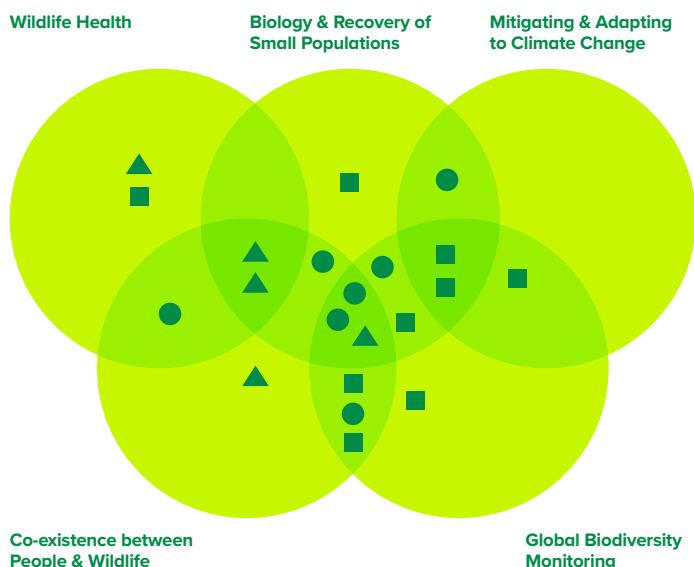 Wildlife Health
Biology & Recovery of
Small Populations
Mitigating & Adapting
to Climate Change
Co-existence between
People & Wildlife
Global Biodiversity
Monitoring